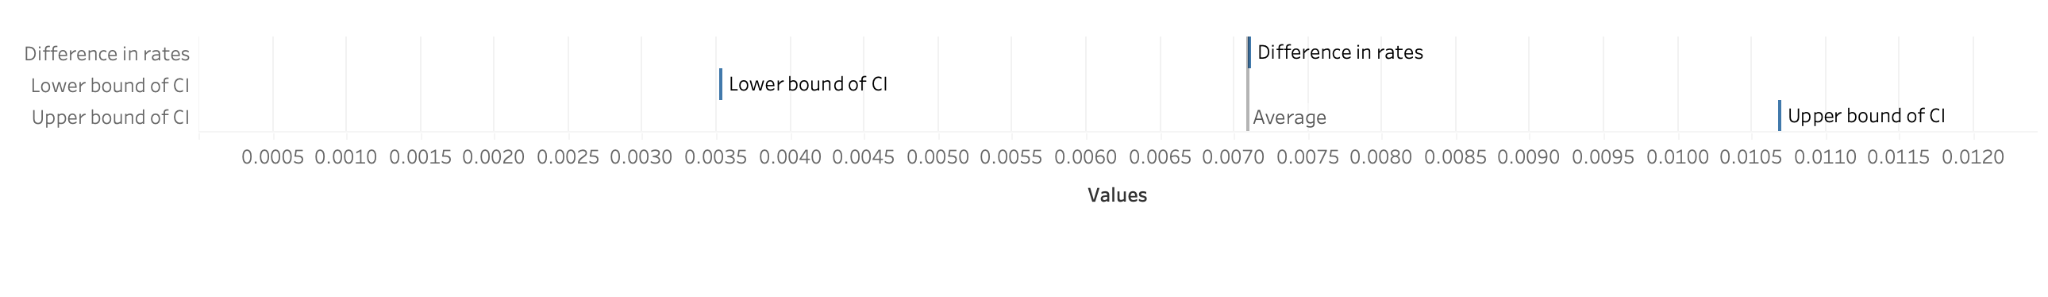 Difference in rates Difference in rates
Lower bound of CI Lower bound of CI
Upper bound of CI Average Upper bound of CI
0.0005 0.0010 0.0015 0.0020 0.0025 0.0030 0.0035 0.0040 0.0045 0.0050 0.0055 0.0060 0.0065 0.0070 0.0075 0.0080 0.0085 0.0090 0.0095 0.0100 0.0105 0.0110 0.0115 0.0120
Values